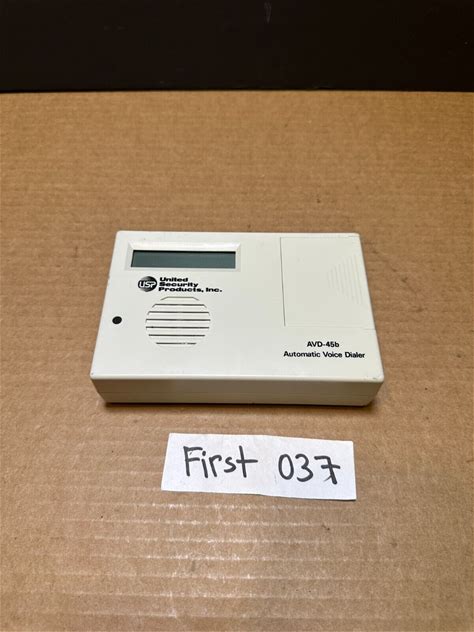 USP
United
Security
Products, Inc.
AVD-45b
Automatic Voice Dialer
First 037